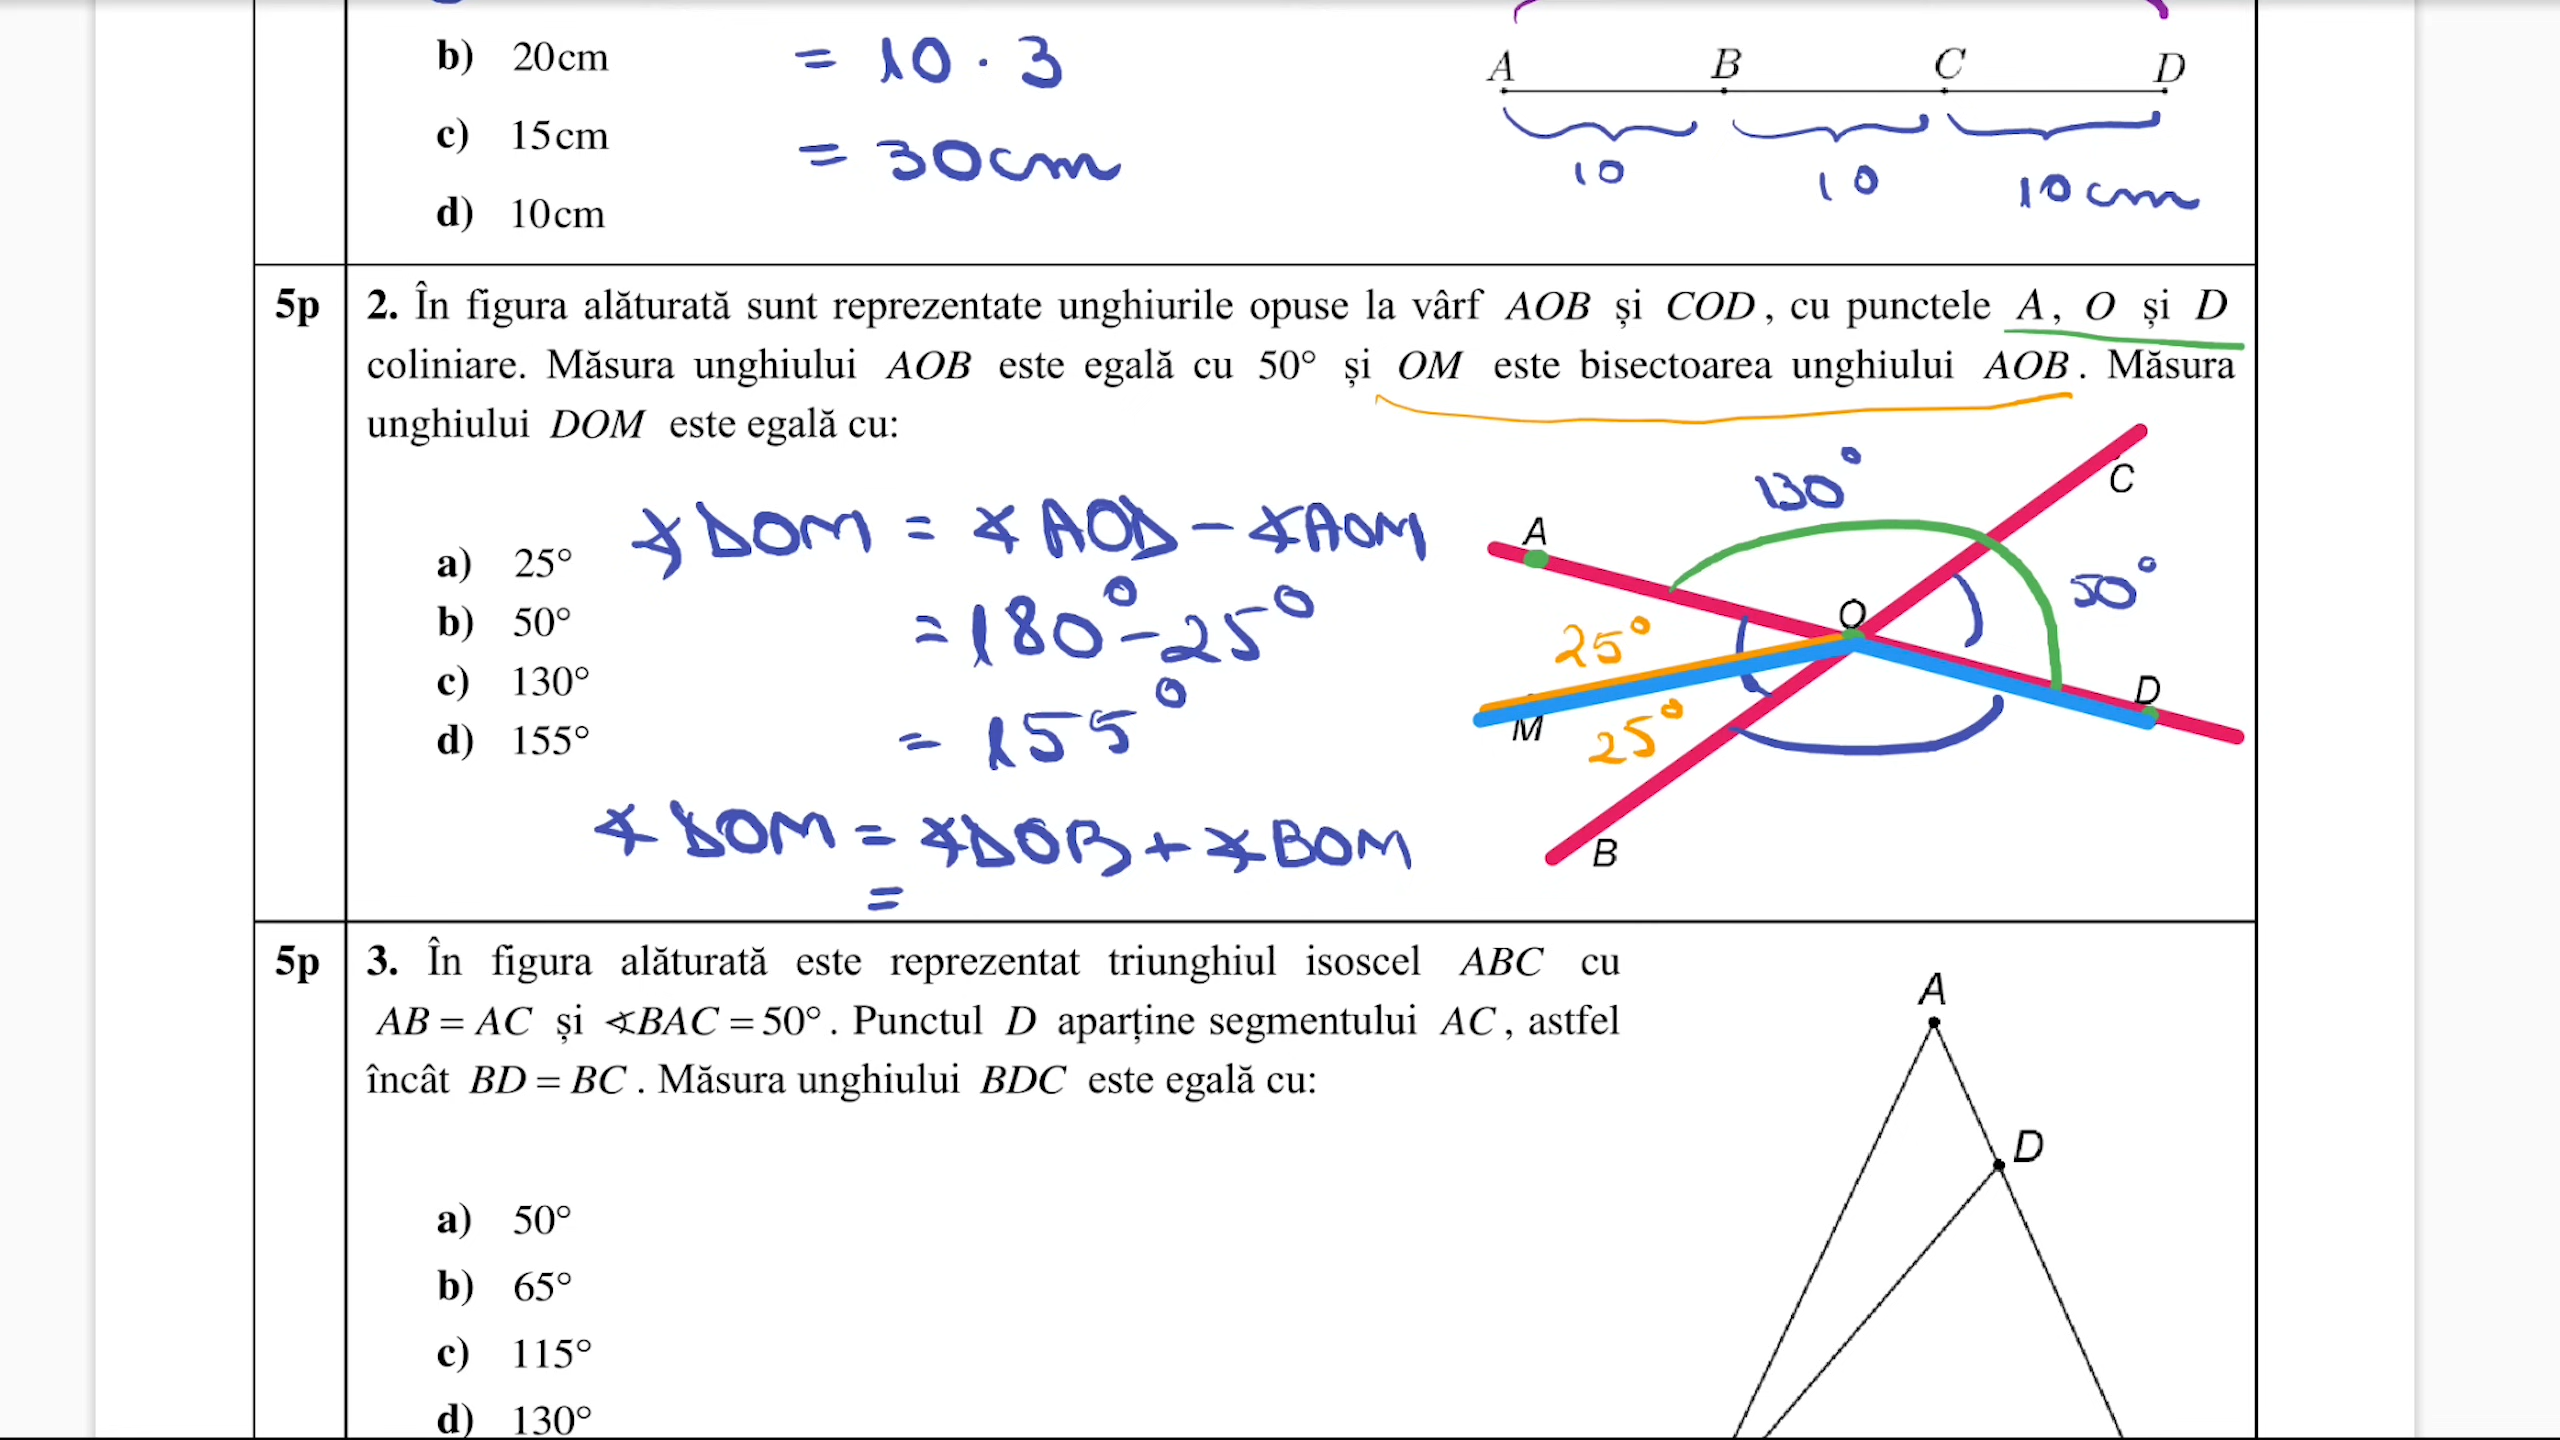 b) 20cm = 10 · 3
A B C D
c) 15cm = 30cm
10 10 10cm
d) 10cm
5p 2. În figura alăturată sunt reprezentate unghiurile opuse la vârf AOB și COD, cu punctele A, O și D
coliniare. Măsura unghiului AOB este egală cu 50° și OM este bisectoarea unghiului AOB. Măsura
unghiului DOM este egală cu:
∢DOM = ∢AOD - ∢AOM
a) 25°
= 180° - 25°
b) 50°
c) 130°
= 155°
d) 155°
∢DOM = ∢DOB + ∢BOM
=
130°
C
A
50°
O
25°
D
M
25°
B
5p 3. În figura alăturată este reprezentat triunghiul isoscel ABC cu
AB = AC și ∢BAC = 50°. Punctul D aparține segmentului AC, astfel
încât BD = BC. Măsura unghiului BDC este egală cu:
a) 50°
b) 65°
c) 115°
d) 130°
A
D